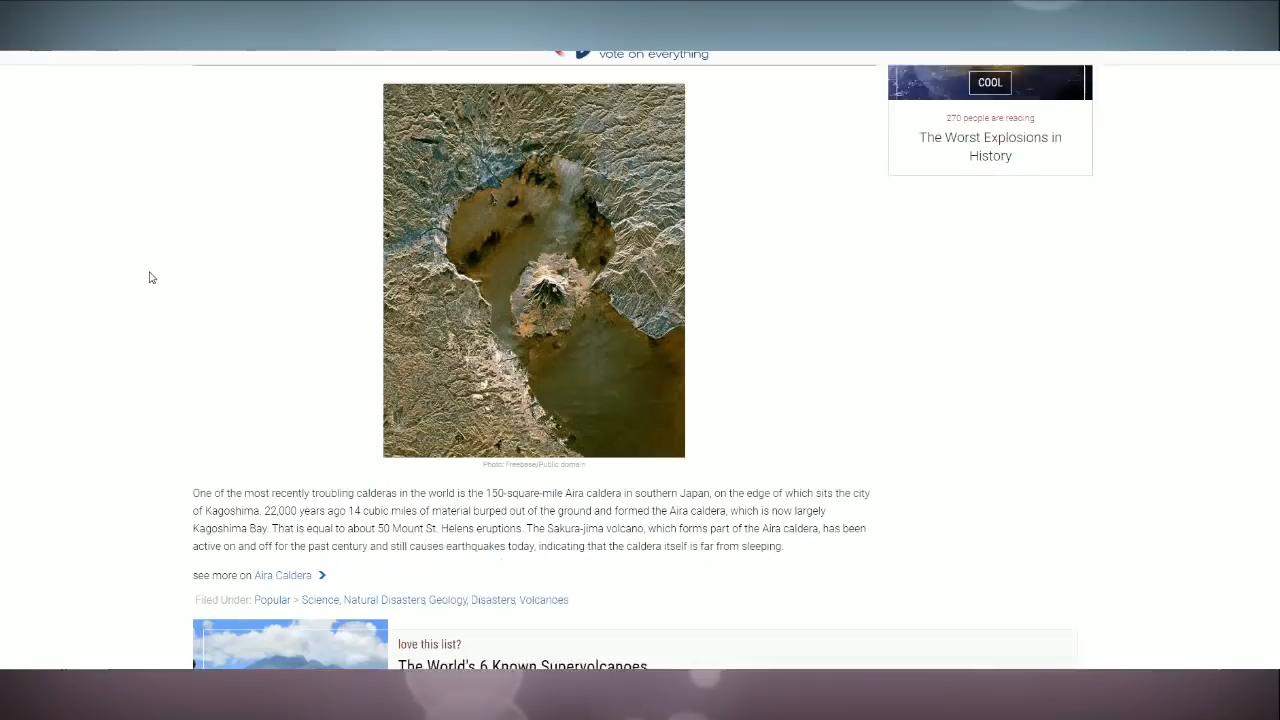 vote on everything
COOL
270 people are reading
The Worst Explosions in
History
Photo: Freebase/Public domain
One of the most recently troubling calderas in the world is the 150-square-mile Aira caldera in southern Japan, on the edge of which sits the city
of Kagoshima. 22,000 years ago 14 cubic miles of material burped out of the ground and formed the Aira caldera, which is now largely
Kagoshima Bay. That is equal to about 50 Mount St. Helens eruptions. The Sakura-jima volcano, which forms part of the Aira caldera, has been
active on and off for the past century and still causes earthquakes today, indicating that the caldera itself is far from sleeping.
see more on Aira Caldera
Filed Under: Popular > Science, Natural Disasters, Geology, Disasters, Volcanoes
love this list?
The World's 6 Known Supervolcanoes